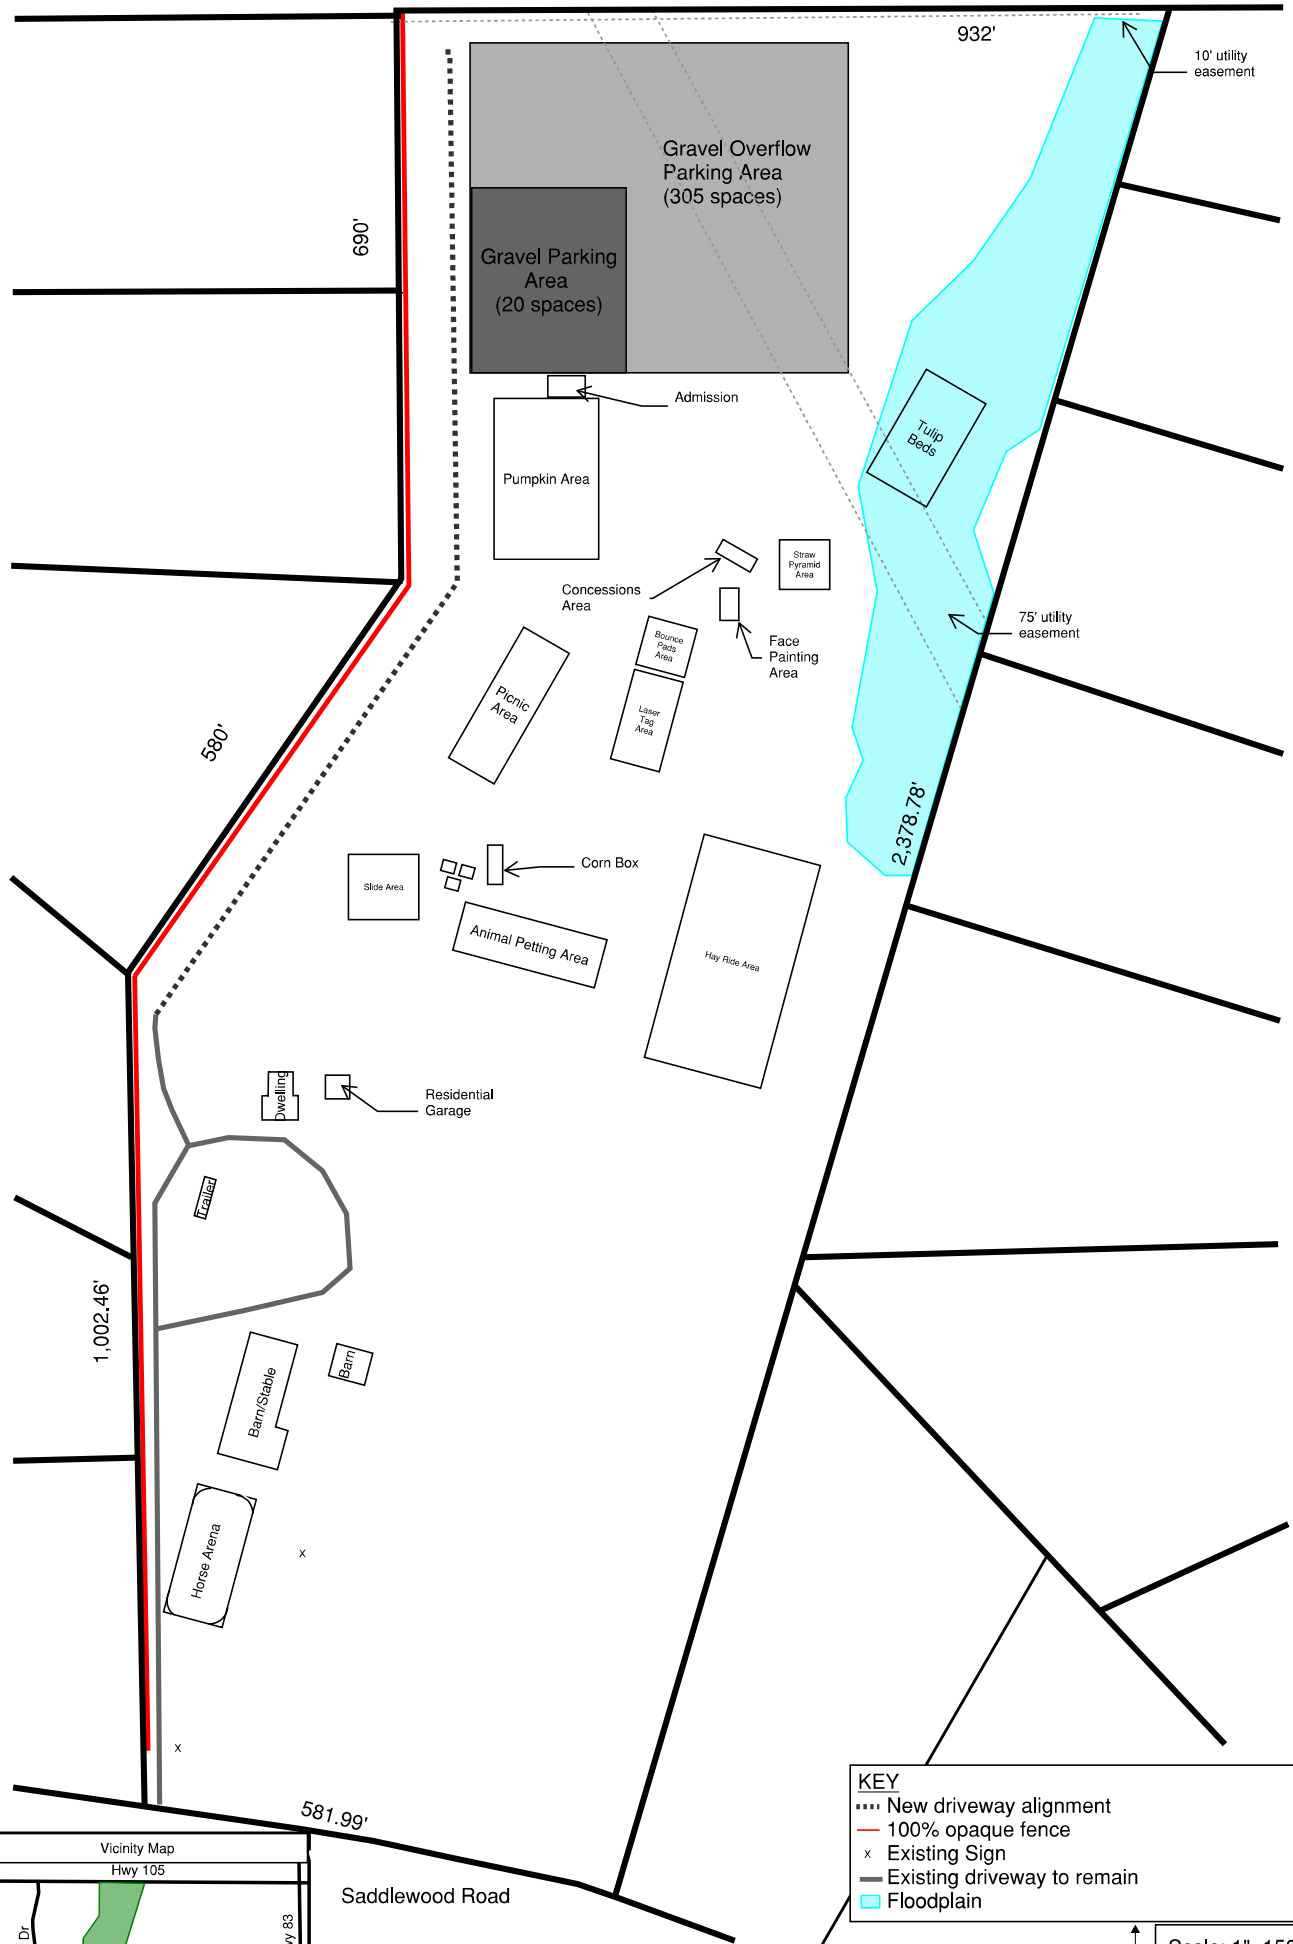 932'
10' utility
easement
Gravel Overflow
Parking Area
(305 spaces)
690'
Gravel Parking
Area
(20 spaces)
Admission
Tulip
Beds
Pumpkin Area
Straw
Pyramid
Area
Concessions
Area
75' utility
easement
Bounce
Pads
Area
Face
Painting
Area
Picnic
Area
Laser
Tag
Area
580'
2,378.78'
Corn Box
Slide Area
Animal Petting Area
Hay Ride Area
Dwelling
Residential
Garage
Trailer
1,002.46'
Barn
Barn/Stable
Horse Arena
x
x
581.99'
Saddlewood Road
KEY
New driveway alignment
100% opaque fence
x Existing Sign
Existing driveway to remain
Floodplain
Vicinity Map
Hwy 105
Dr